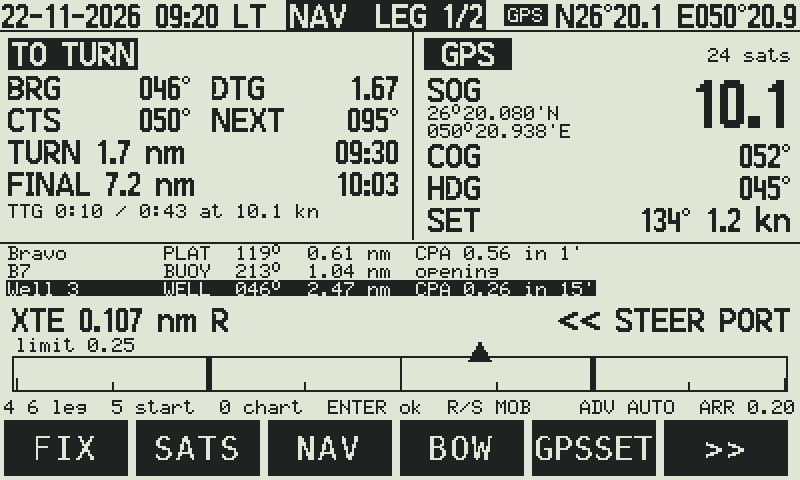 22-11-2026 09:20 LT NAV LEG 1/2 GPS N26°20.1 E050°20.9
TO TURN
BRG 046° DTG 1.67
CTS 050° NEXT 095°
TURN 1.7 nm 09:30
FINAL 7.2 nm 10:03
TTG 0:10 / 0:43 at 10.1 kn
GPS 24 sats
SOG 10.1
26°20.080'N
050°20.938'E
COG 052°
HDG 045°
SET 134° 1.2 kn
Bravo PLAT 119° 0.61 nm CPA 0.56 in 1'
B7 BUOY 213° 1.04 nm opening
Well 3 WELL 046° 2.47 nm CPA 0.26 in 15'
XTE 0.107 nm R << STEER PORT
limit 0.25
4 6 leg 5 start 0 chart ENTER ok R/S MOB ADV AUTO ARR 0.20
FIX SATS NAV BOW GPSSET >>